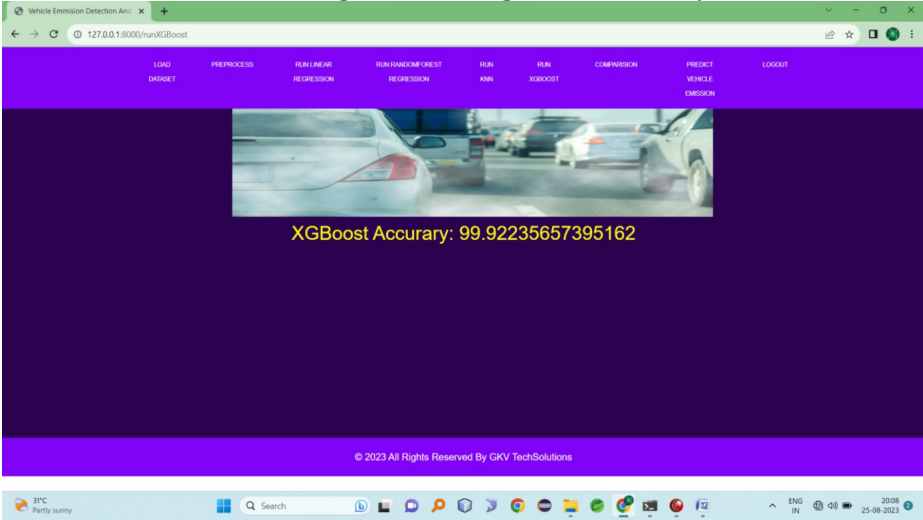 Vehicle Emmision Detection And
127.0.0.1:8000/runXGBoost
LOAD
DATASET
PREPROCESS
RUN LINEAR
REGRESSION
RUN RANDOMFOREST
REGRESSION
RUN
KNN
RUN
XGBOOST
COMPARISION
PREDICT
VEHICLE
EMISSION
LOGOUT
XGBoost Accurary: 99.92235657395162
© 2023 All Rights Reserved By GKV TechSolutions
31°C
Partly sunny
Search
ENG
IN
20:08
25-08-2023